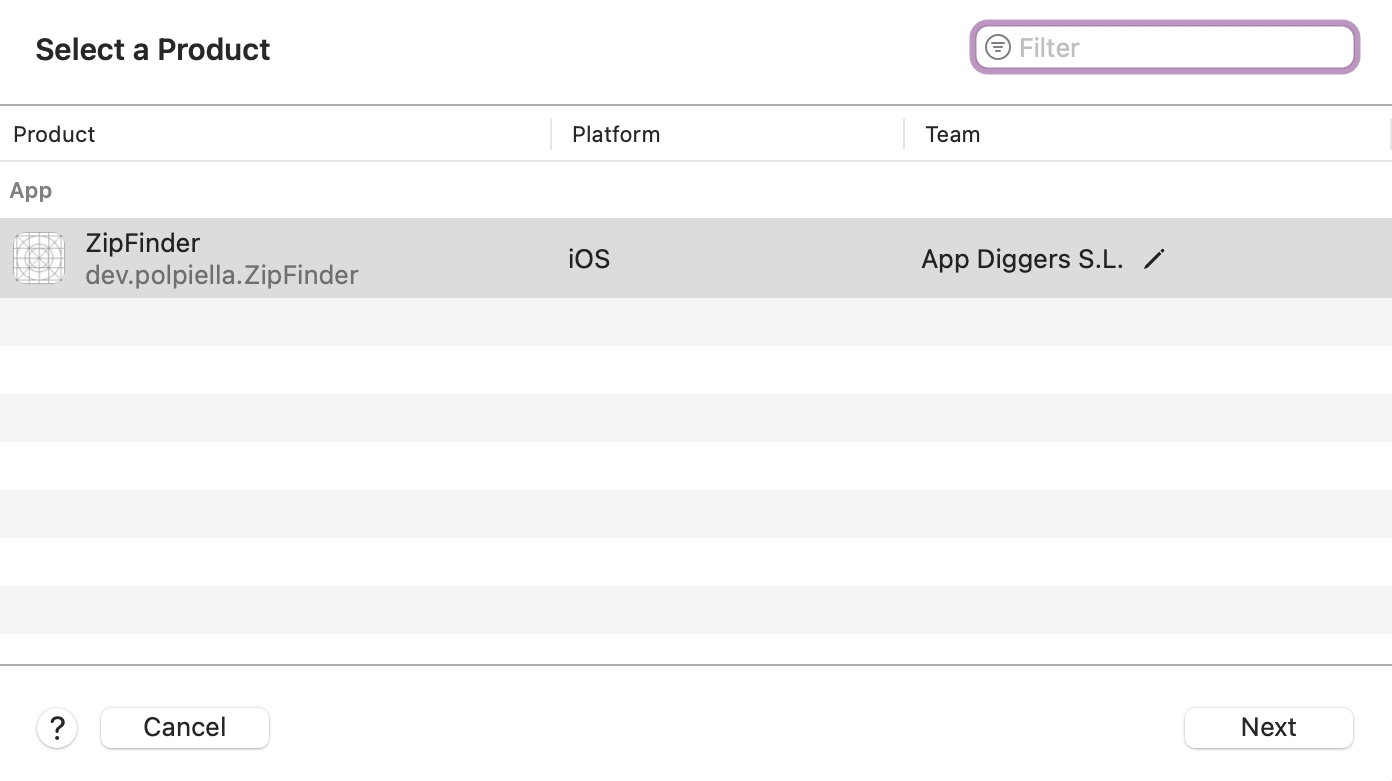 Select a Product
Filter
Product Platform Team
App
ZipFinder
dev.polpiella.ZipFinder
iOS
App Diggers S.L.
?
Cancel
Next